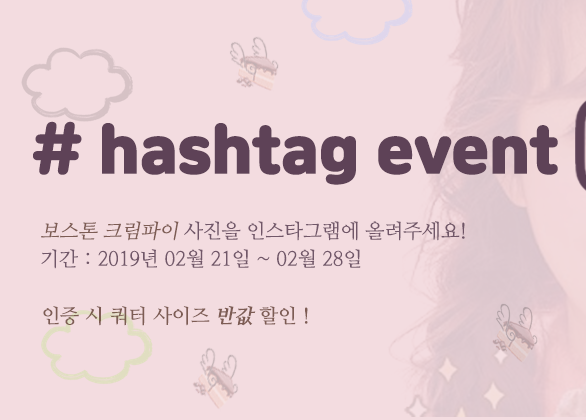 # hashtag event
보스톤 크림파이 사진을 인스타그램에 올려주세요!
기간 : 2019년 02월 21일 ~ 02월 28일
인증 시 쿼터 사이즈 반값 할인 !